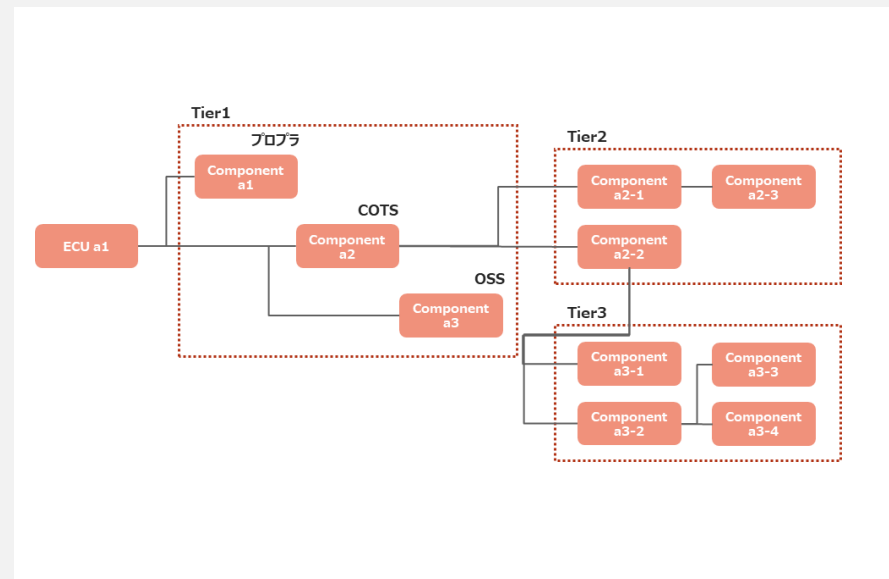 Tier1
プロプラ
Component
a1
COTS
ECU a1
Component
a2
OSS
Component
a3
Tier2
Component
a2-1
Component
a2-3
Component
a2-2
Tier3
Component
a3-1
Component
a3-3
Component
a3-2
Component
a3-4